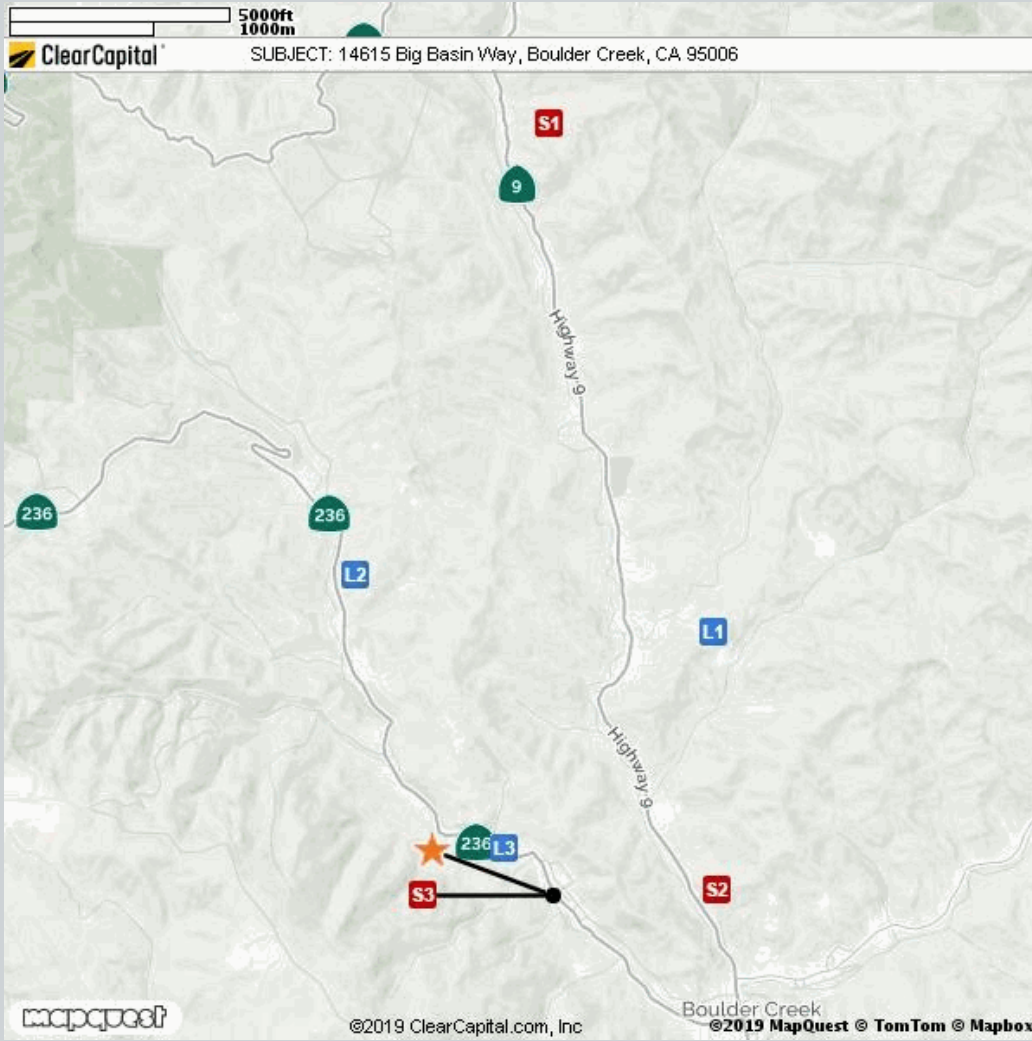 5000ft
1000m
ClearCapital
SUBJECT: 14615 Big Basin Way, Boulder Creek, CA 95006
S1
9
Highway 9
236
236
L2
L1
Highway 9
236
L3
S3
S2
Boulder Creek
mapquest
©2019 ClearCapital.com, Inc
©2019 MapQuest © TomTom © Mapbox